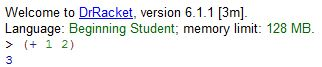 Welcome to DrRacket, version 6.1.1 [3m].
Language: Beginning Student; memory limit: 128 MB.
> (+ 1 2)
3